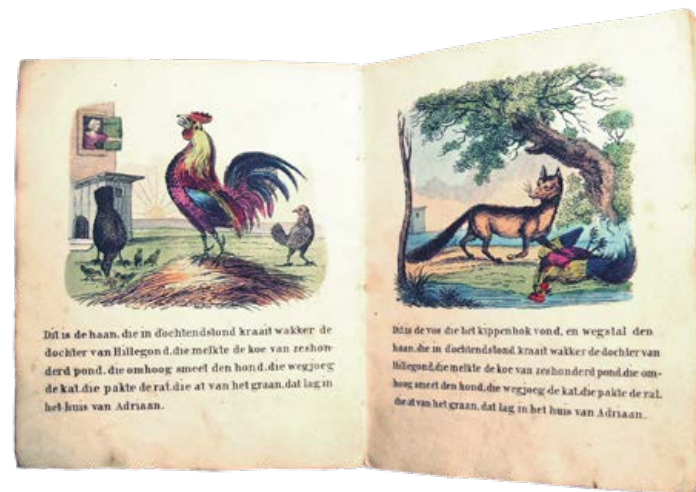 Dit is de haan, die in d'ochtendstond kraait wakker de
dochter van Hillegond, die melkte de koe van zeshon-
derd pond, die omhoog smeet den hond, die wegjoeg
de kat, die pakte de rat, die at van het graan, dat lag in
het huis van Adriaan.
Dit is de vos die het kippenhok vond, en wegstal den
haan, die in d'ochtendstond kraait wakker de dochter van
Hillegond, die melkte de koe van zeshonderd pond, die om-
hoog smeet den hond, die wegjoeg de kat, die pakte de rat,
die at van het graan, dat lag in het huis van Adriaan.